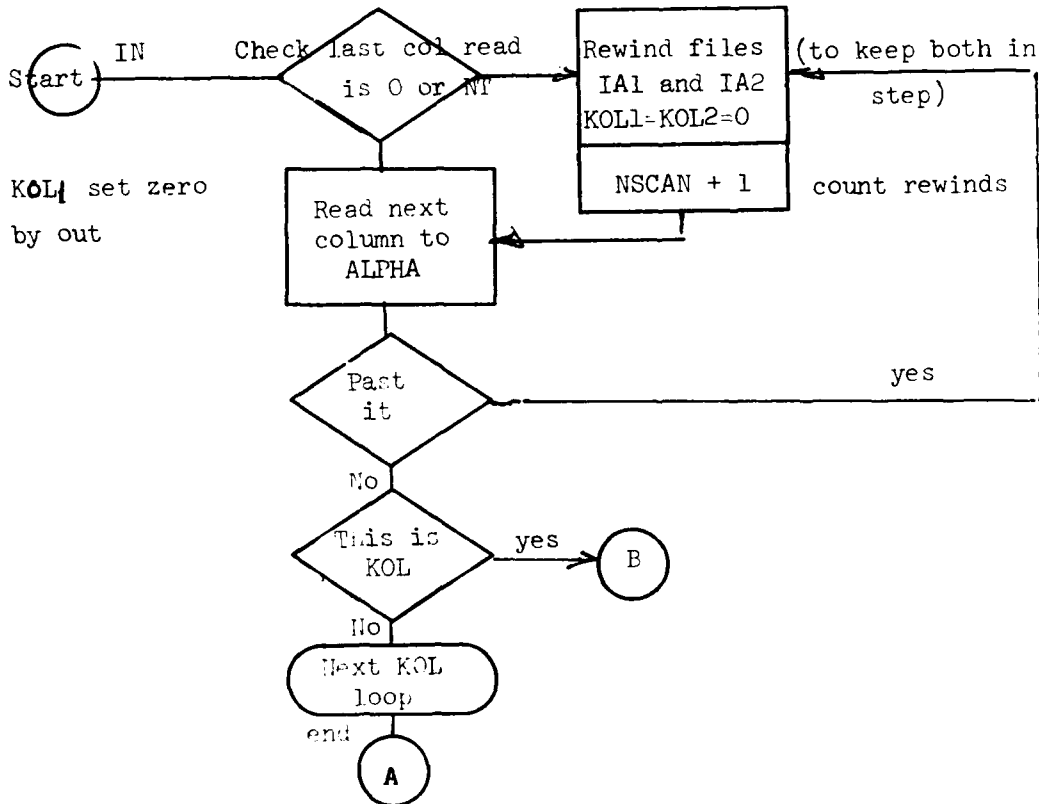 Start
IN
Check last col read
is 0 or NT
Rewind files
IA1 and IA2
KOL1=KOL2=0
(to keep both in
step)
NSCAN + 1
count rewinds
KOL1 set zero
by out
Read next
column to
ALPHA
Past
it
yes
No
This is
KOL
yes
B
No
Next KOL
loop
end
A